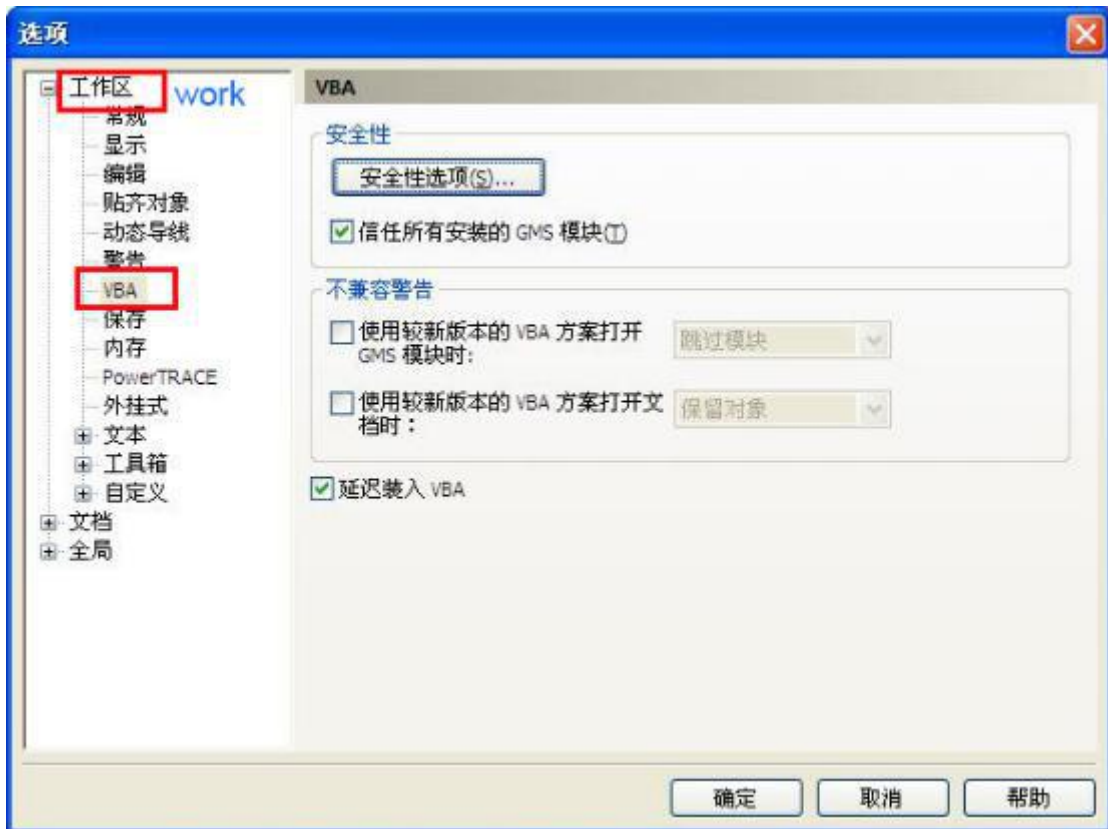 选项
工作区
work
常规
显示
编辑
贴齐对象
动态导线
警告
VBA
保存
内存
PowerTRACE
外挂式
文本
工具箱
自定义
文档
全局
VBA
安全性
安全性选项(S)...
信任所有安装的 GMS 模块(T)
不兼容警告
使用较新版本的 VBA 方案打开
GMS 模块时:
跳过模块
使用较新版本的 VBA 方案打开文
档时：
保留对象
延迟装入 VBA
确定
取消
帮助